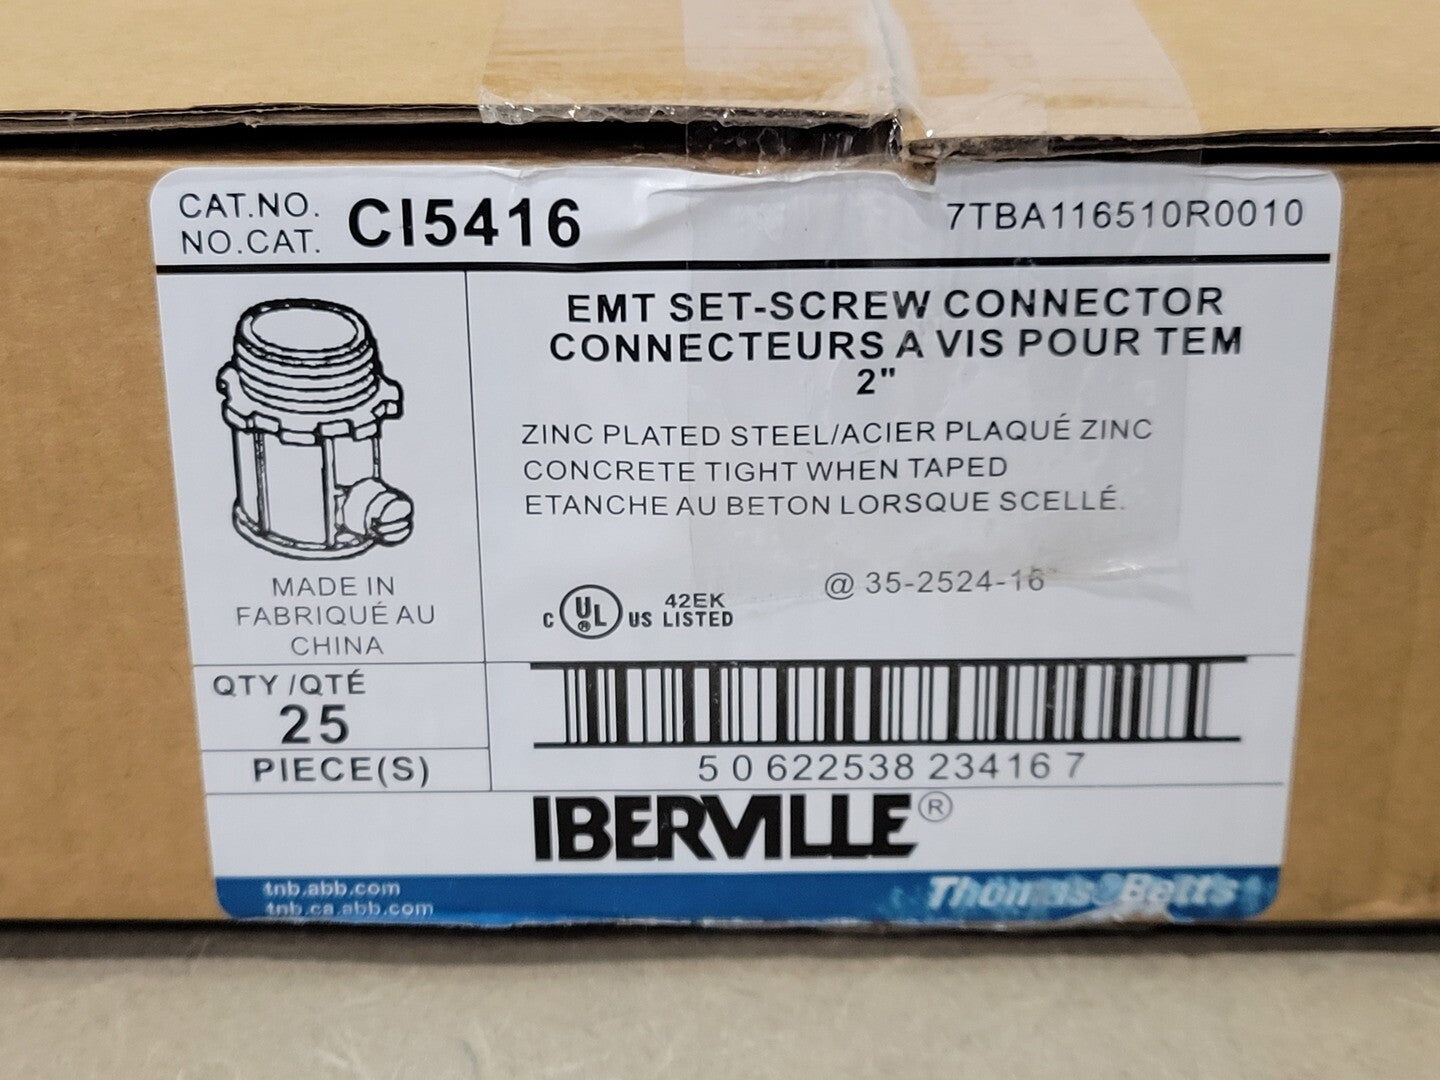 CAT.NO.
NO.CAT. CI5416
7TBA116510R0010
EMT SET-SCREW CONNECTOR
CONNECTEURS A VIS POUR TEM
2"
ZINC PLATED STEEL/ACIER PLAQUÉ ZINC
CONCRETE TIGHT WHEN TAPED
ETANCHE AU BETON LORSQUE SCELLÉ.
@ 35-2524-16
C UL ® US 42EK
LISTED
MADE IN
FABRIQUÉ AU
CHINA
QTY /QTÉ
25
PIECE(S)
5 0 622538 23416 7
IBERVILLE®
tnb.abb.com
tnb.ca.abb.com
Thomas&Betts